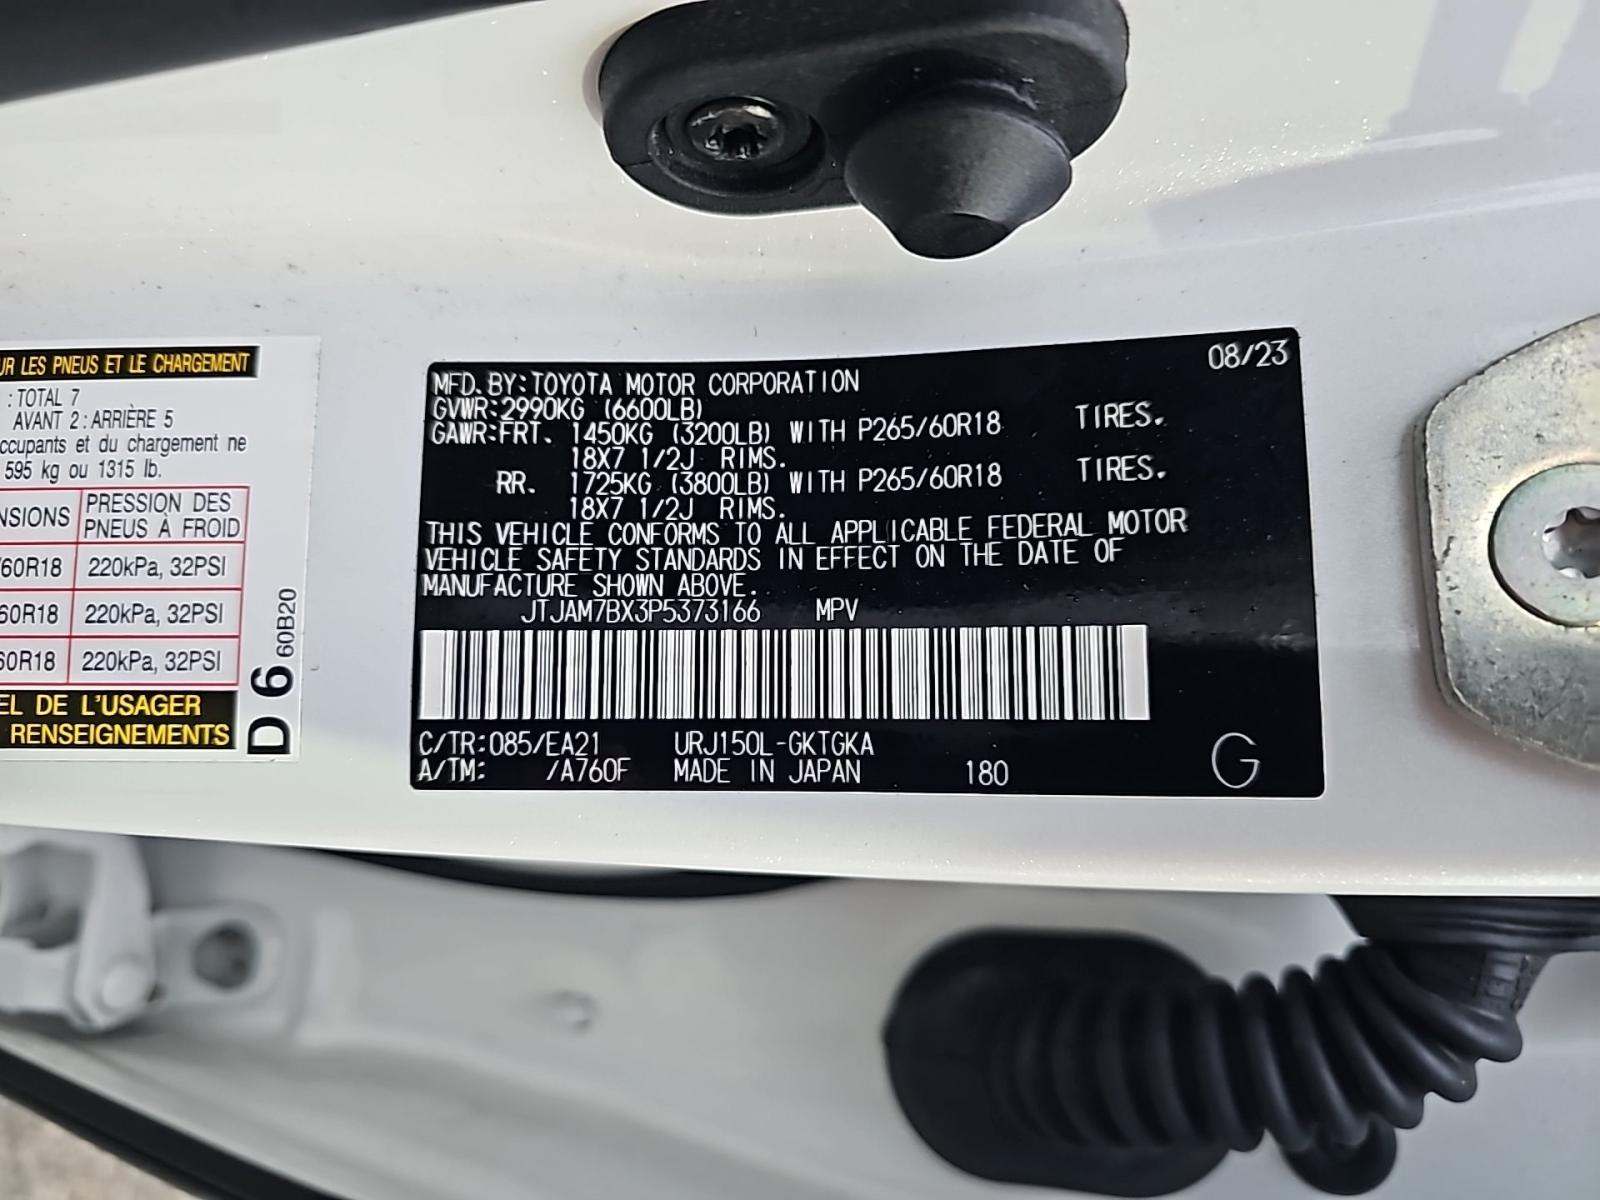 UR LES PNEUS ET LE CHARGEMENT
: TOTAL 7
AVANT 2 : ARRIÈRE 5
ccupants et du chargement ne
595 kg ou 1315 lb.
NSIONS PRESSION DES PNEUS À FROID
/60R18 220kPa, 32PSI
60R18 220kPa, 32PSI
60R18 220kPa, 32PSI
EL DE L'USAGER
RENSEIGNEMENTS
D 6 60B20
08/23
MFD. BY: TOYOTA MOTOR CORPORATION
GVWR: 2990KG (6600LB)
GAWR: FRT. 1450KG (3200LB) WITH P265/60R18 TIRES.
18X7 1/2J RIMS.
RR. 1725KG (3800LB) WITH P265/60R18 TIRES.
18X7 1/2J RIMS.
THIS VEHICLE CONFORMS TO ALL APPLICABLE FEDERAL MOTOR
VEHICLE SAFETY STANDARDS IN EFFECT ON THE DATE OF
MANUFACTURE SHOWN ABOVE.
JTJAM7BX3P5373166 MPV
C/TR: 085/EA21 URJ150L-GKTGKA
A/TM: /A760F MADE IN JAPAN 180 G